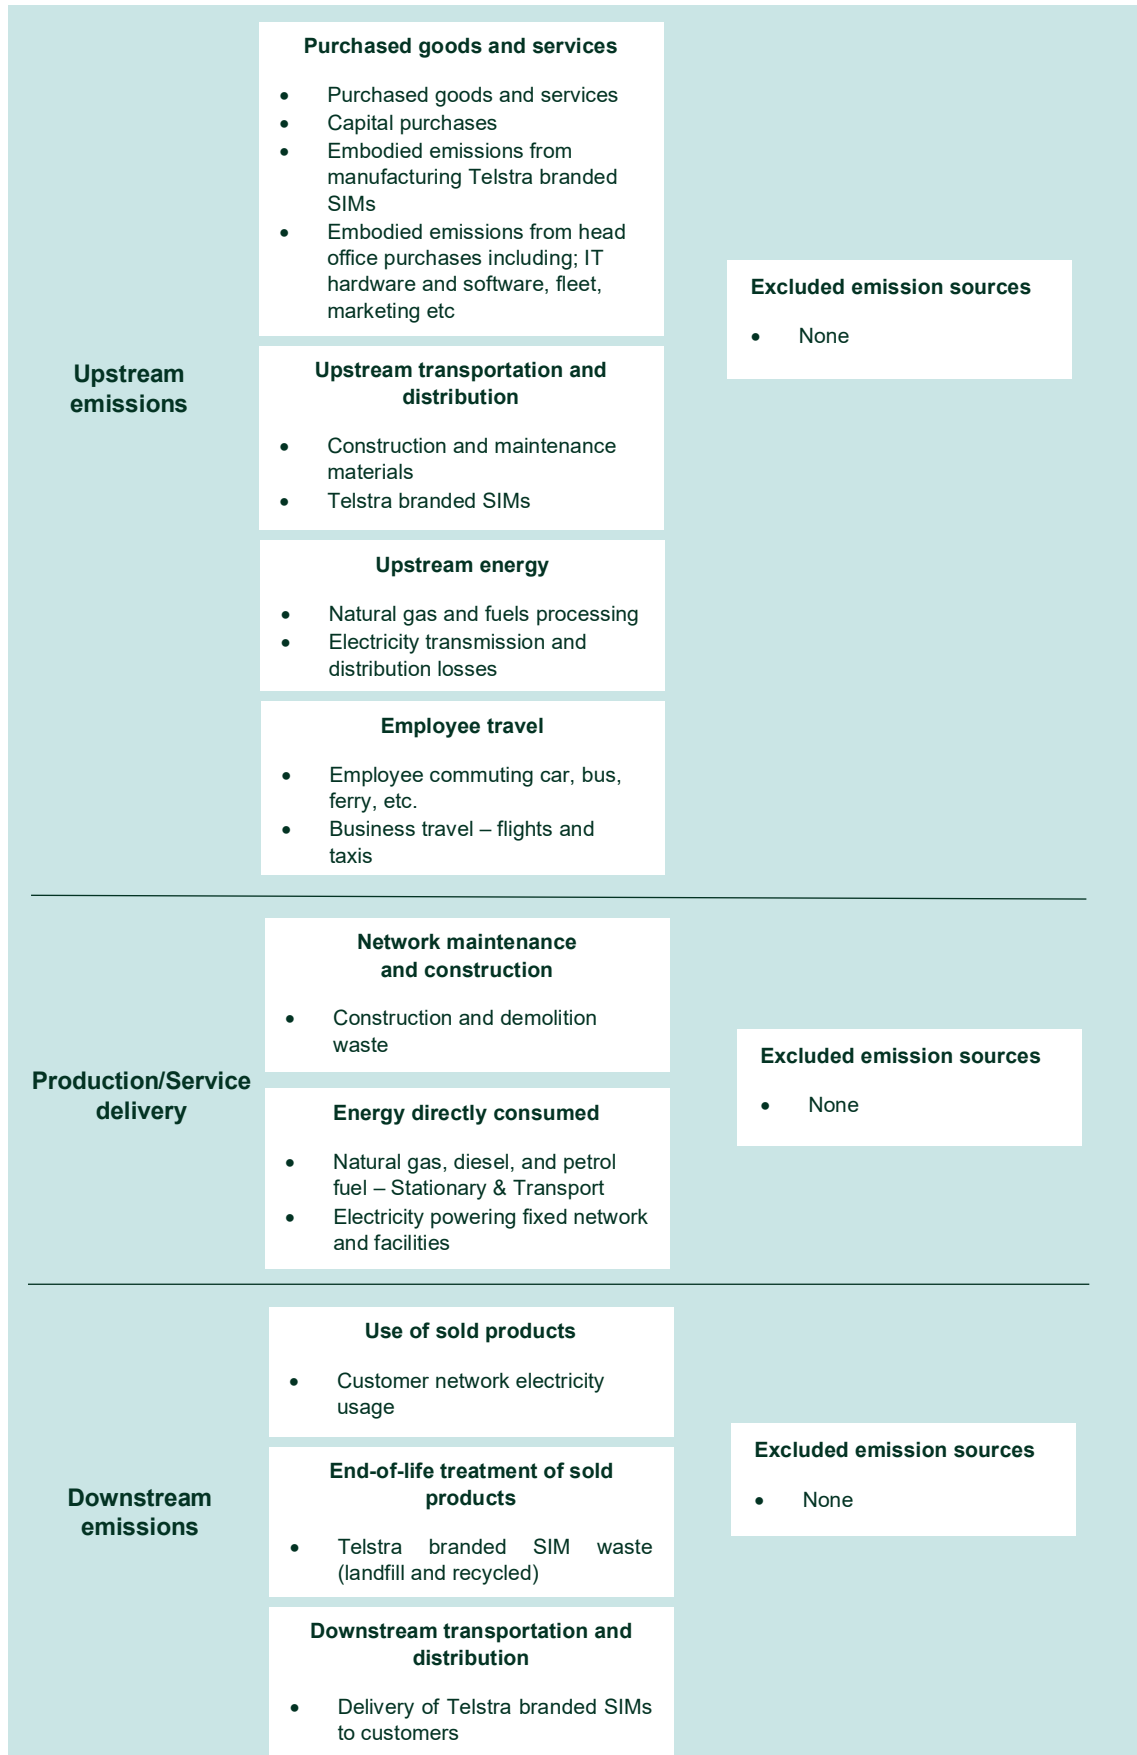 Purchased goods and services
• Purchased goods and services
• Capital purchases
• Embodied emissions from
manufacturing Telstra branded
SIMs
• Embodied emissions from head
office purchases including; IT
hardware and software, fleet,
marketing etc
Upstream
emissions
Upstream transportation and
distribution
• Construction and maintenance
materials
• Telstra branded SIMs
Upstream energy
• Natural gas and fuels processing
• Electricity transmission and
distribution losses
Employee travel
• Employee commuting car, bus,
ferry, etc.
• Business travel – flights and
taxis
Excluded emission sources
• None
Production/Service
delivery
Network maintenance
and construction
• Construction and demolition
waste
Energy directly consumed
• Natural gas, diesel, and petrol
fuel – Stationary & Transport
• Electricity powering fixed network
and facilities
Excluded emission sources
• None
Downstream
emissions
Use of sold products
• Customer network electricity
usage
End-of-life treatment of sold
products
• Telstra branded SIM waste
(landfill and recycled)
Downstream transportation and
distribution
• Delivery of Telstra branded SIMs
to customers
Excluded emission sources
• None